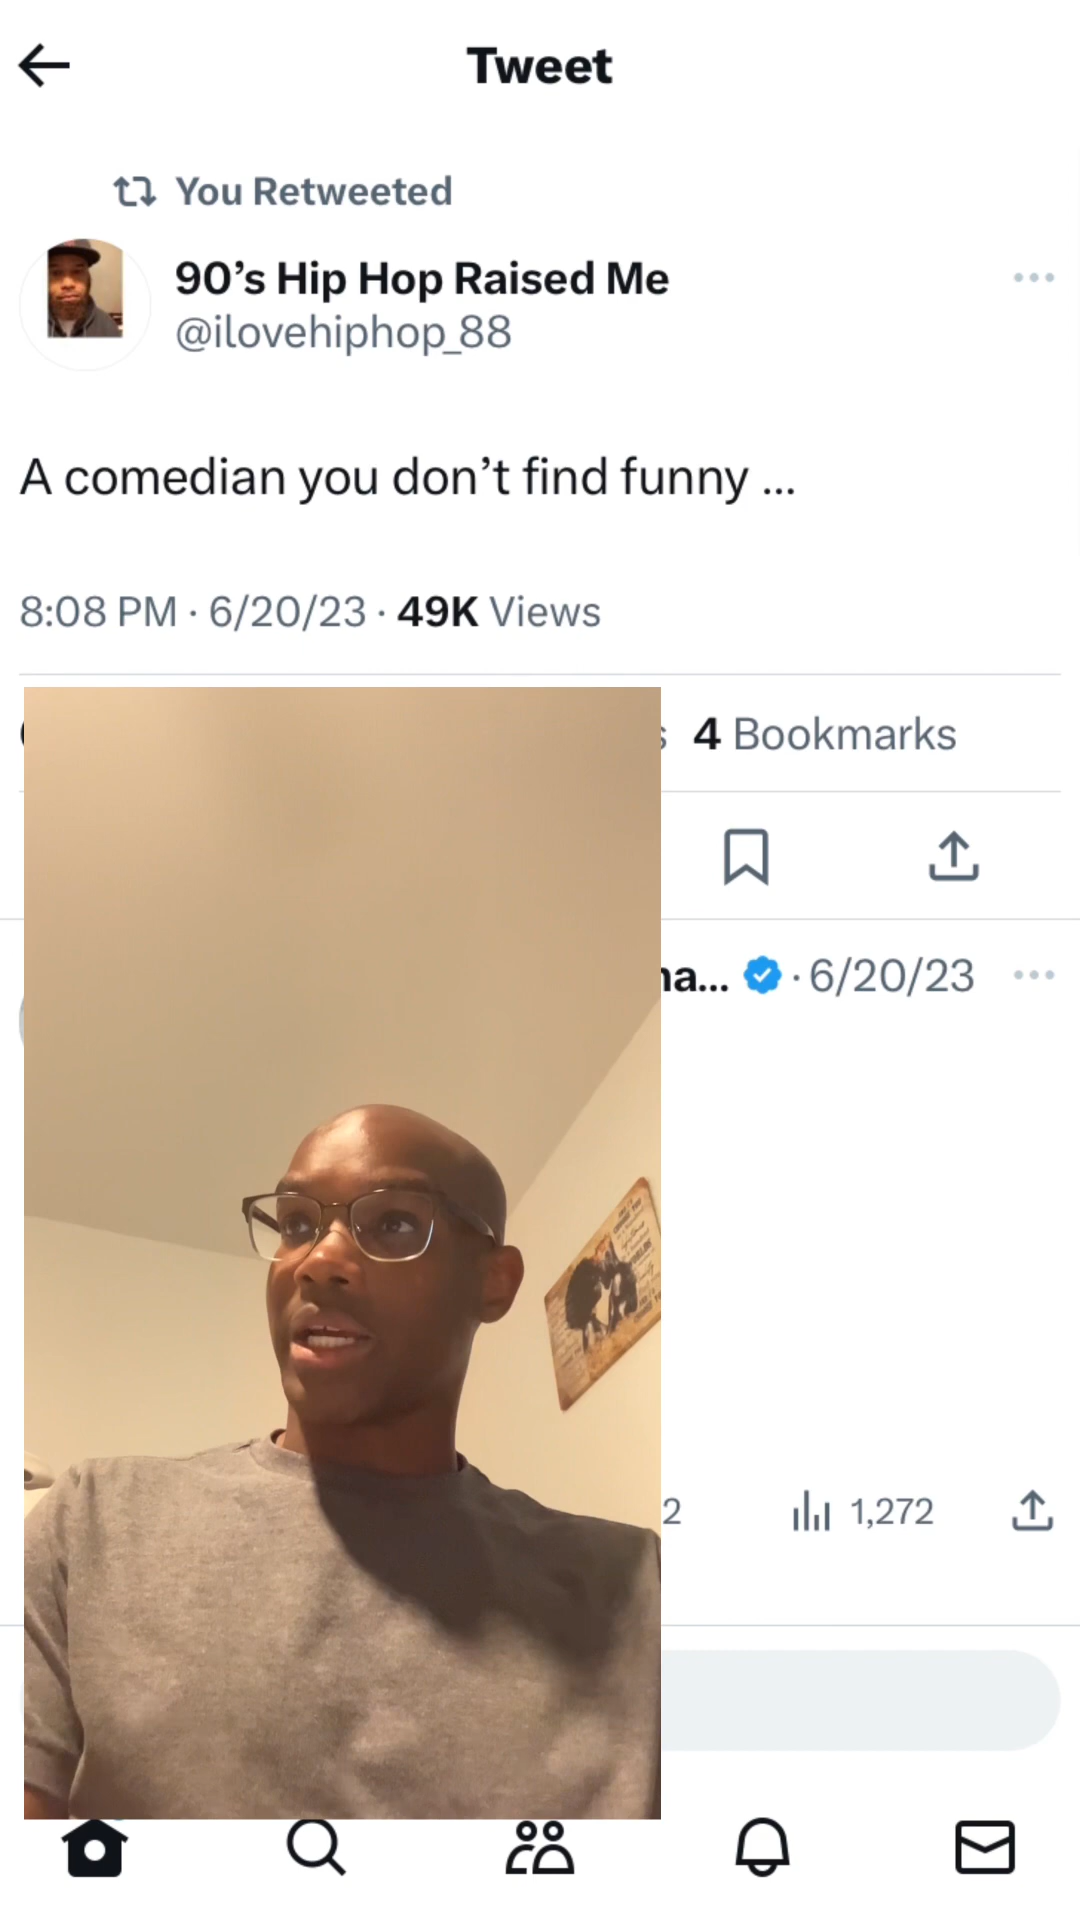 Tweet
You Retweeted
90’s Hip Hop Raised Me
@ilovehiphop_88
A comedian you don’t find funny ...
8:08 PM · 6/20/23 · 49K Views
4 Bookmarks
· 6/20/23
2
1,272